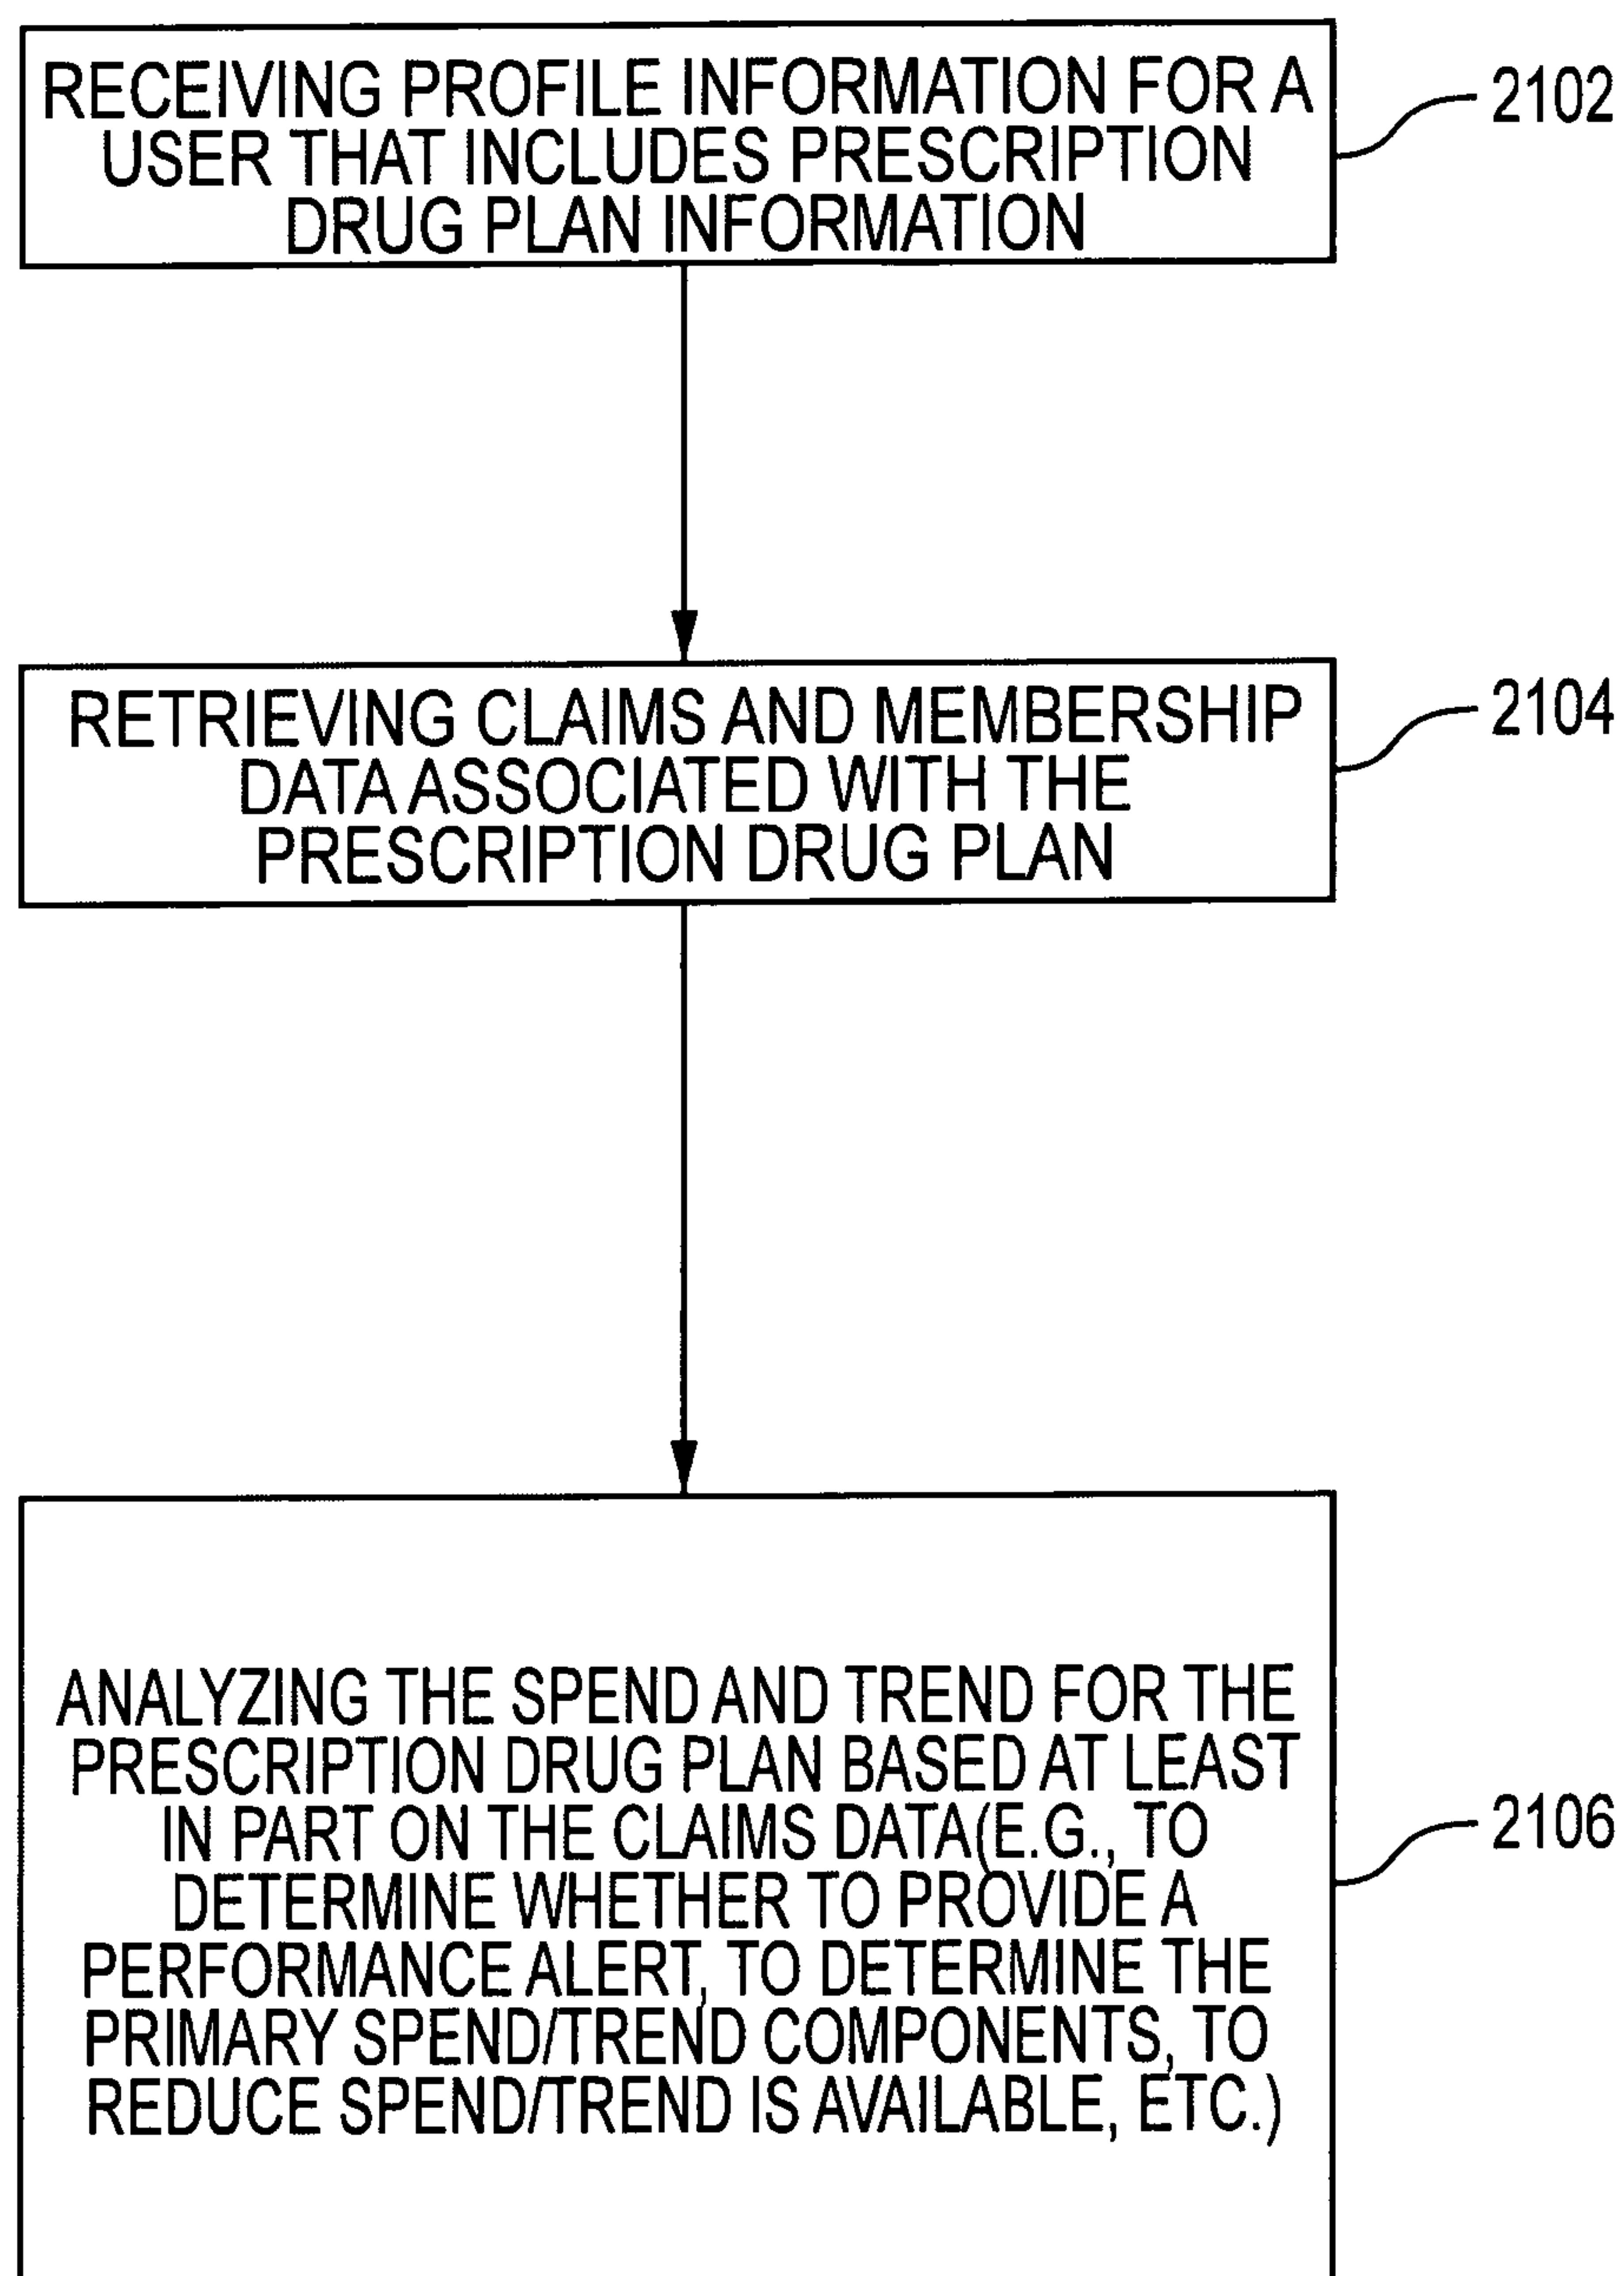 RECEIVING PROFILE INFORMATION FOR A
USER THAT INCLUDES PRESCRIPTION
DRUG PLAN INFORMATION
2102
RETRIEVING CLAIMS AND MEMBERSHIP
DATA ASSOCIATED WITH THE
PRESCRIPTION DRUG PLAN
2104
ANALYZING THE SPEND AND TREND FOR THE
PRESCRIPTION DRUG PLAN BASED AT LEAST
IN PART ON THE CLAIMS DATA(E.G., TO
DETERMINE WHETHER TO PROVIDE A
PERFORMANCE ALERT, TO DETERMINE THE
PRIMARY SPEND/TREND COMPONENTS, TO
REDUCE SPEND/TREND IS AVAILABLE, ETC.)
2106